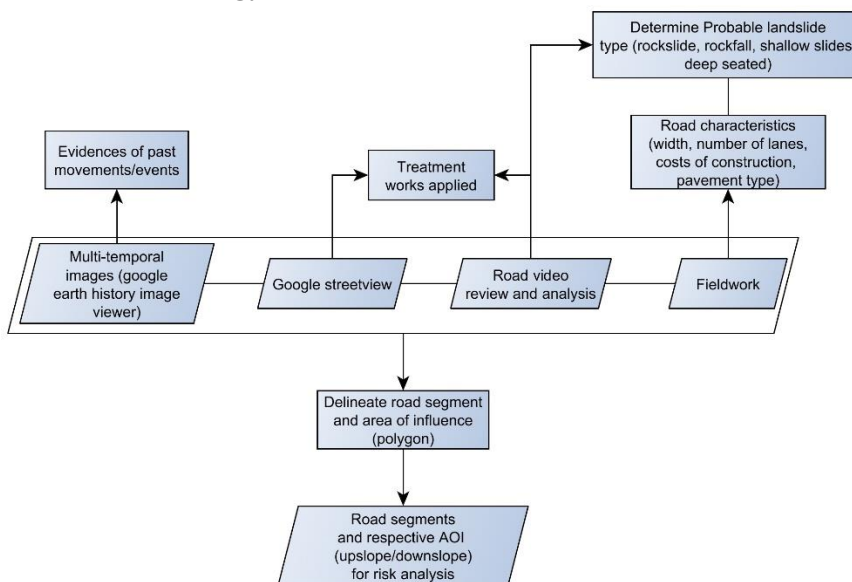 Determine Probable landslide
type (rockslide, rockfall, shallow slides
deep seated)
Road characteristics
(width, number of lanes,
costs of construction,
pavement type)
Evidences of past
movements/events
Treatment
works applied
Multi-temporal
images (google
earth history image
viewer)
Google streetview
Road video
review and analysis
Fieldwork
Delineate road segment
and area of influence
(polygon)
Road segments
and respective AOI
(upslope/downslope)
for risk analysis